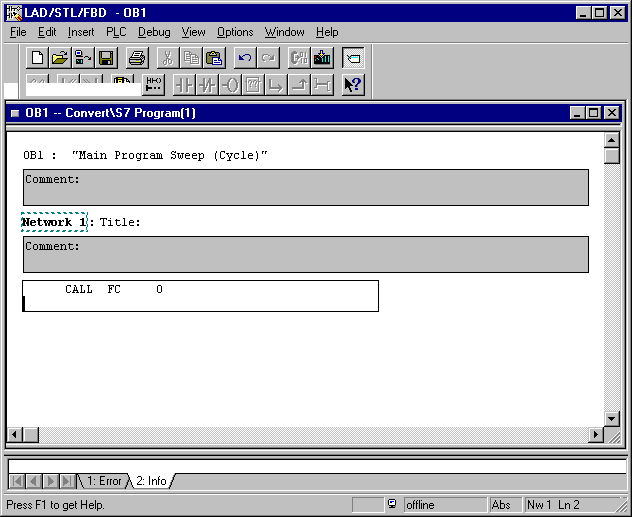 LAD/STL/FBD - OB1
File Edit Insert PLC Debug View Options Window Help
OB1 -- Convert\S7 Program(1)
OB1 : "Main Program Sweep (Cycle)"
Comment:
Network 1: Title:
Comment:
CALL FC 0
1: Error 2: Info
Press F1 to get Help. offline Abs Nw 1 Ln 2